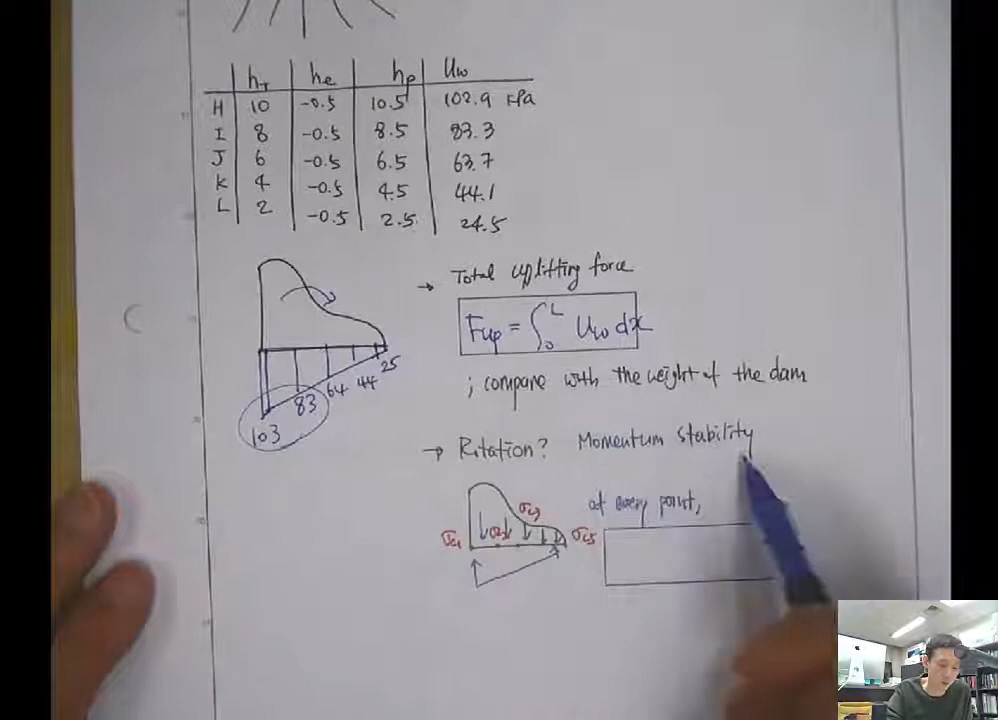 hT he hp Uw
H 10 -0.5 10.5 102.9 kPa
I 8 -0.5 8.5 83.3
J 6 -0.5 6.5 63.7
K 4 -0.5 4.5 44.1
L 2 -0.5 2.5 24.5
→ Total uplifting force
Fup = ∫₀ᴸ Uw dx
; compare with the weight of the dam
103 83 64 44 25
→ Rotation? Momentum stability
at every point,